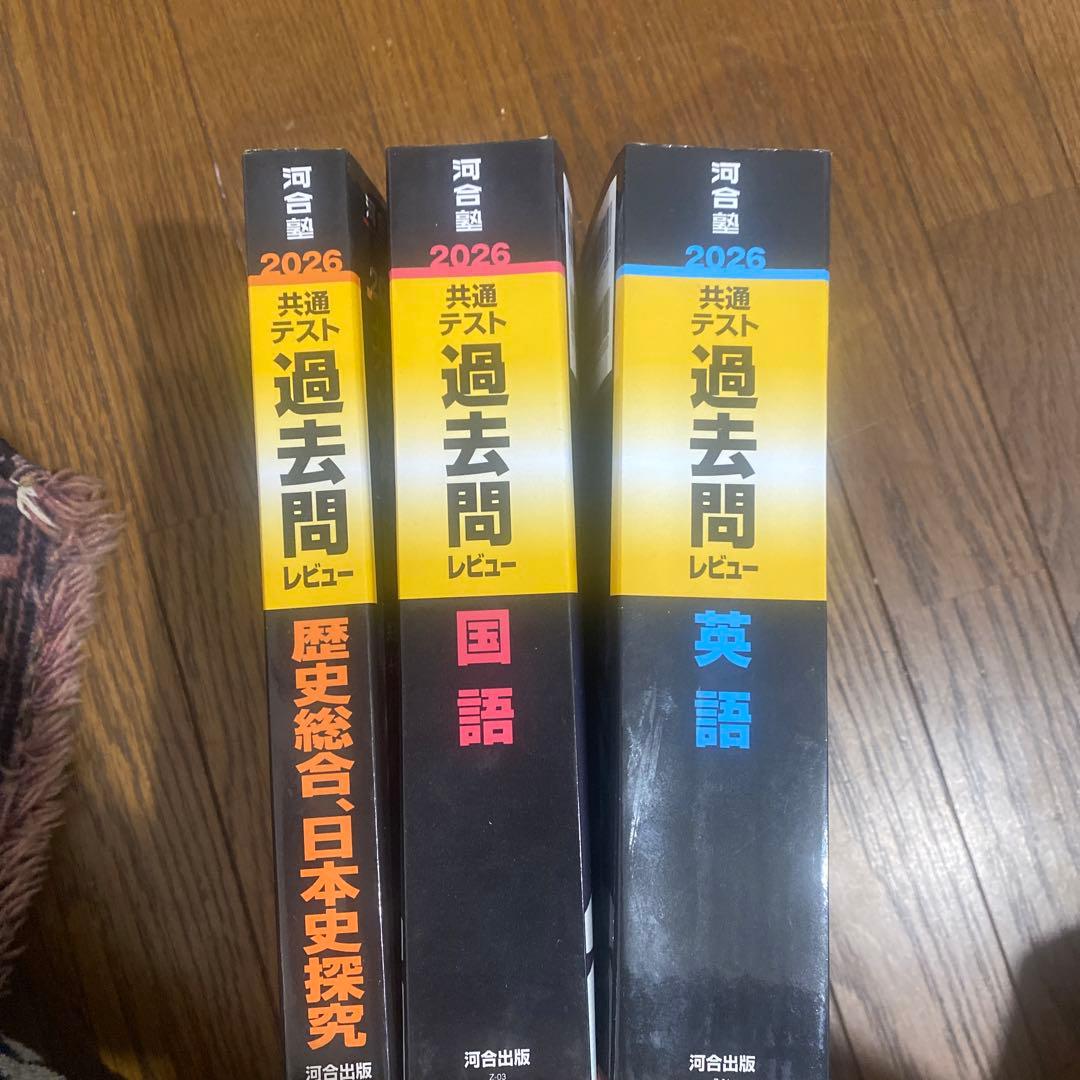 河合塾
2026
共通
テスト
過去問
レビュー
歴史総合、日本史探究
河合出版
河合塾
2026
共通
テスト
過去問
レビュー
国語
河合出版
Z-03
河合塾
2026
共通
テスト
過去問
レビュー
英語
河合出版